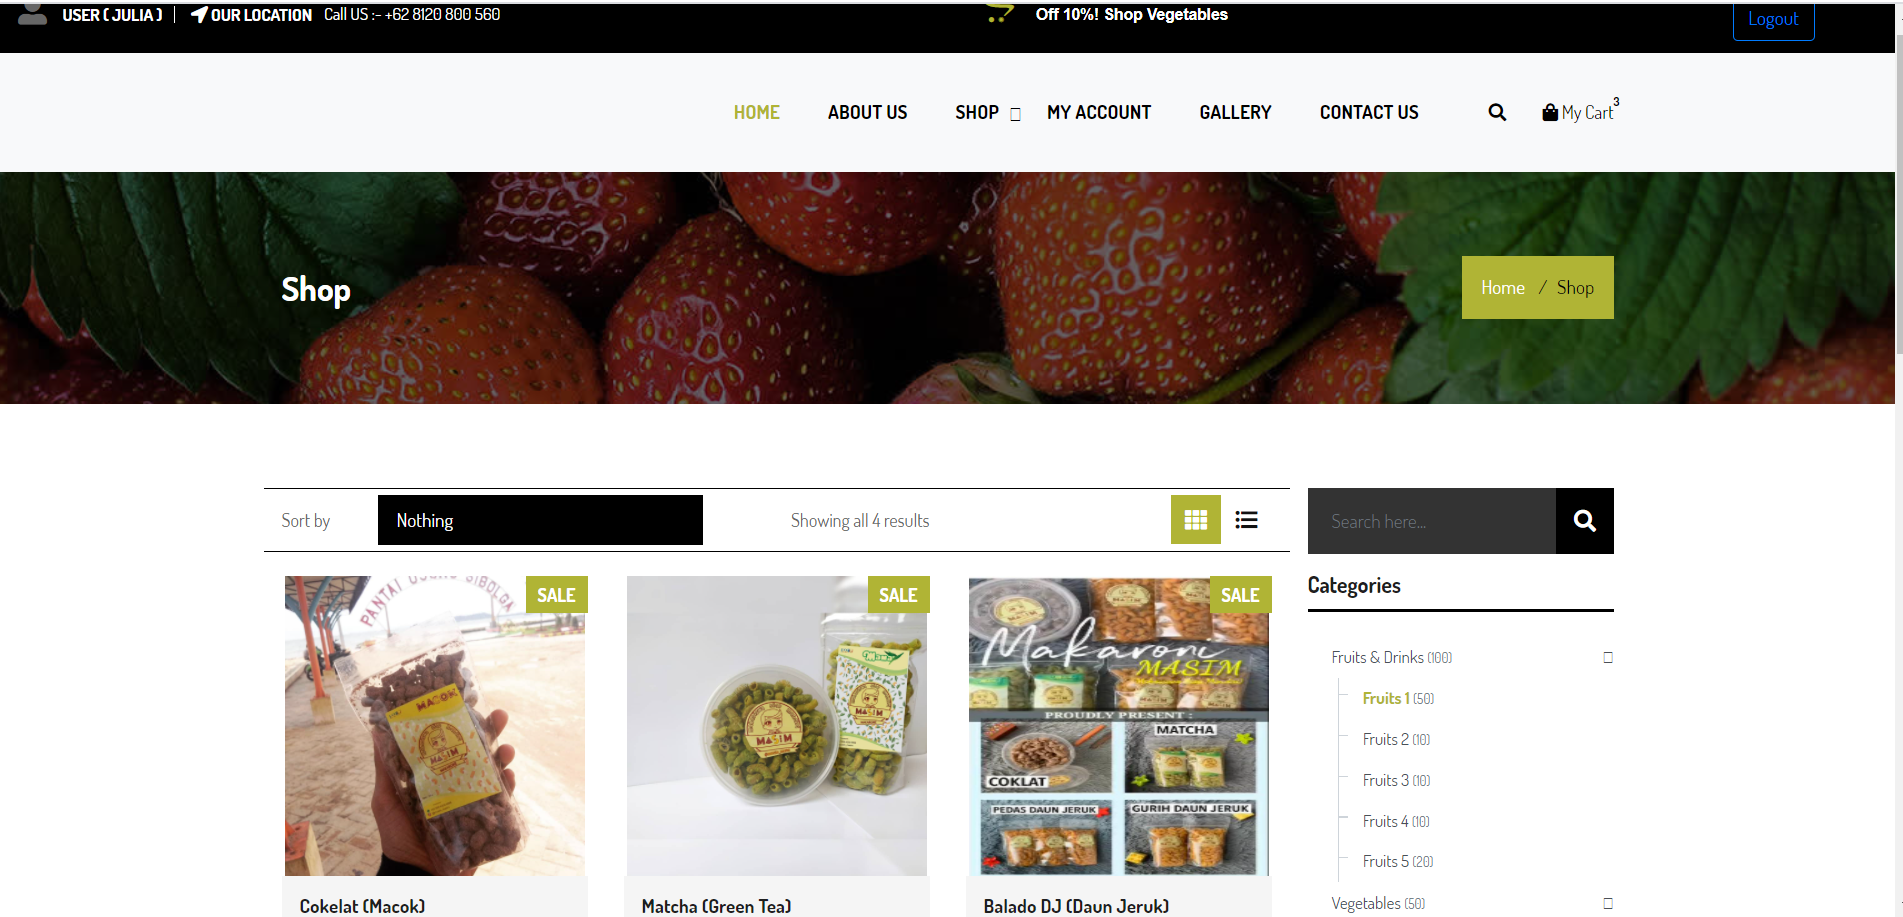 USER ( JULIA ) OUR LOCATION Call US :- +62 8120 800 560
Off 10%! Shop Vegetables
Logout
HOME ABOUT US SHOP MY ACCOUNT GALLERY CONTACT US My Cart 3
Shop
Home / Shop
Sort by Nothing Showing all 4 results
Search here...
Categories
PANTAI UJUNG SIBOLGA
SALE
MACOK
MASIM
SALE
MASIM
SALE
Makaroni
MASIM
PROUDLY PRESENT :
MATCHA
COKLAT
PEDAS DAUN JERUK
GURIH DAUN JERUK
Cokelat (Macok)
Matcha (Green Tea)
Balado DJ (Daun Jeruk)
Fruits & Drinks (100)
Fruits 1 (50)
Fruits 2 (10)
Fruits 3 (10)
Fruits 4 (10)
Fruits 5 (20)
Vegetables (50)